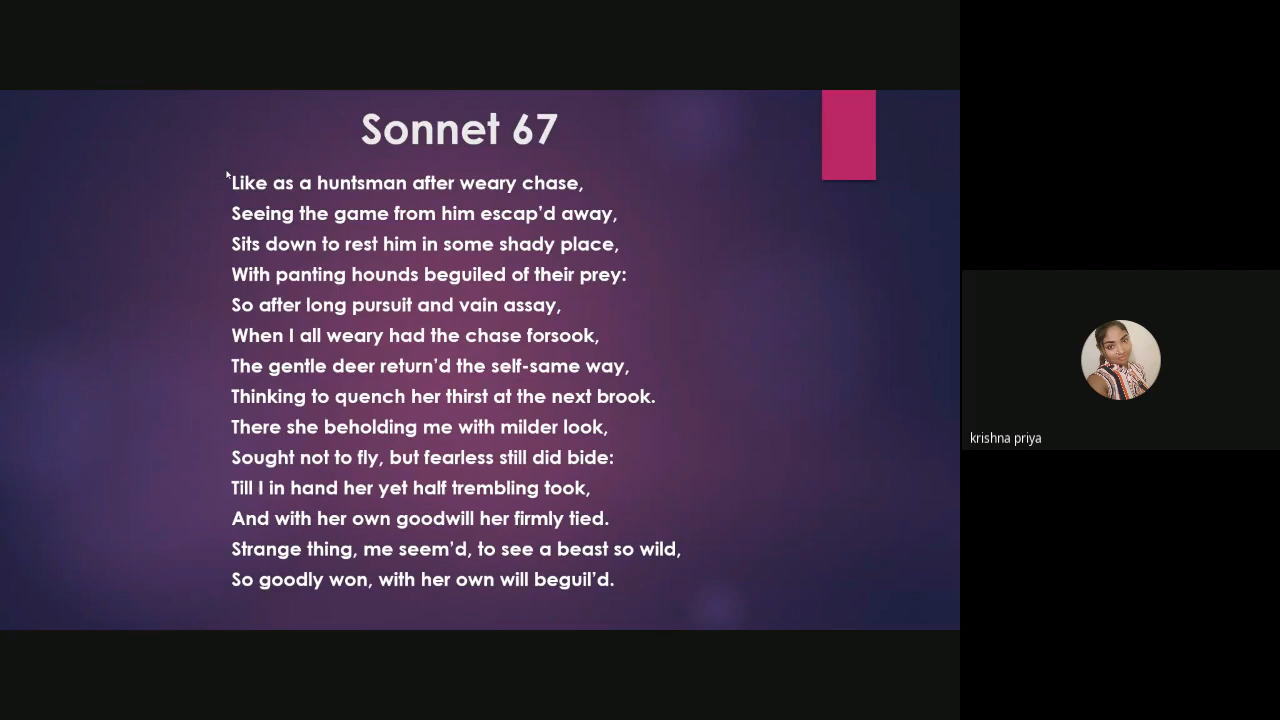 Sonnet 67
Like as a huntsman after weary chase,
Seeing the game from him escap’d away,
Sits down to rest him in some shady place,
With panting hounds beguiled of their prey:
So after long pursuit and vain assay,
When I all weary had the chase forsook,
The gentle deer return’d the self-same way,
Thinking to quench her thirst at the next brook.
There she beholding me with milder look,
Sought not to fly, but fearless still did bide:
Till I in hand her yet half trembling took,
And with her own goodwill her firmly tied.
Strange thing, me seem’d, to see a beast so wild,
So goodly won, with her own will beguil’d.
krishna priya